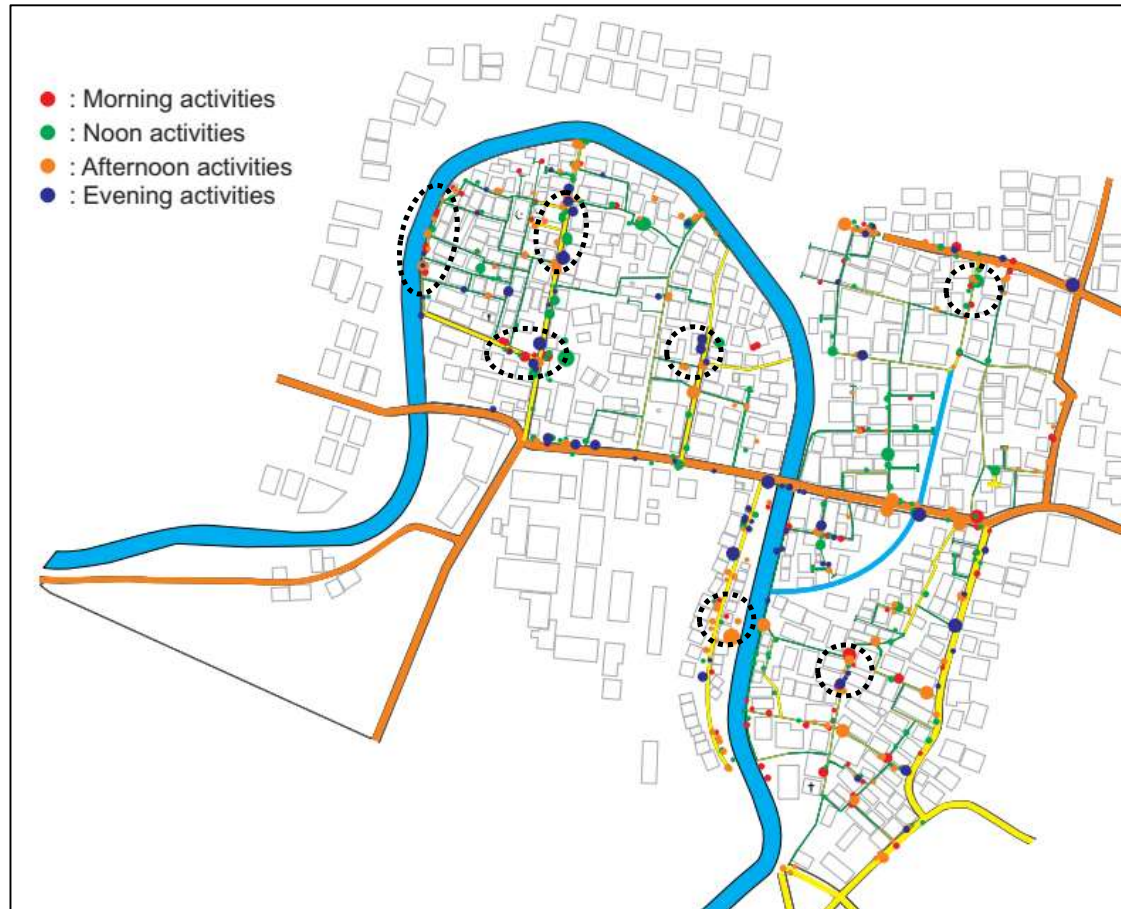 : Morning activities
: Noon activities
: Afternoon activities
: Evening activities